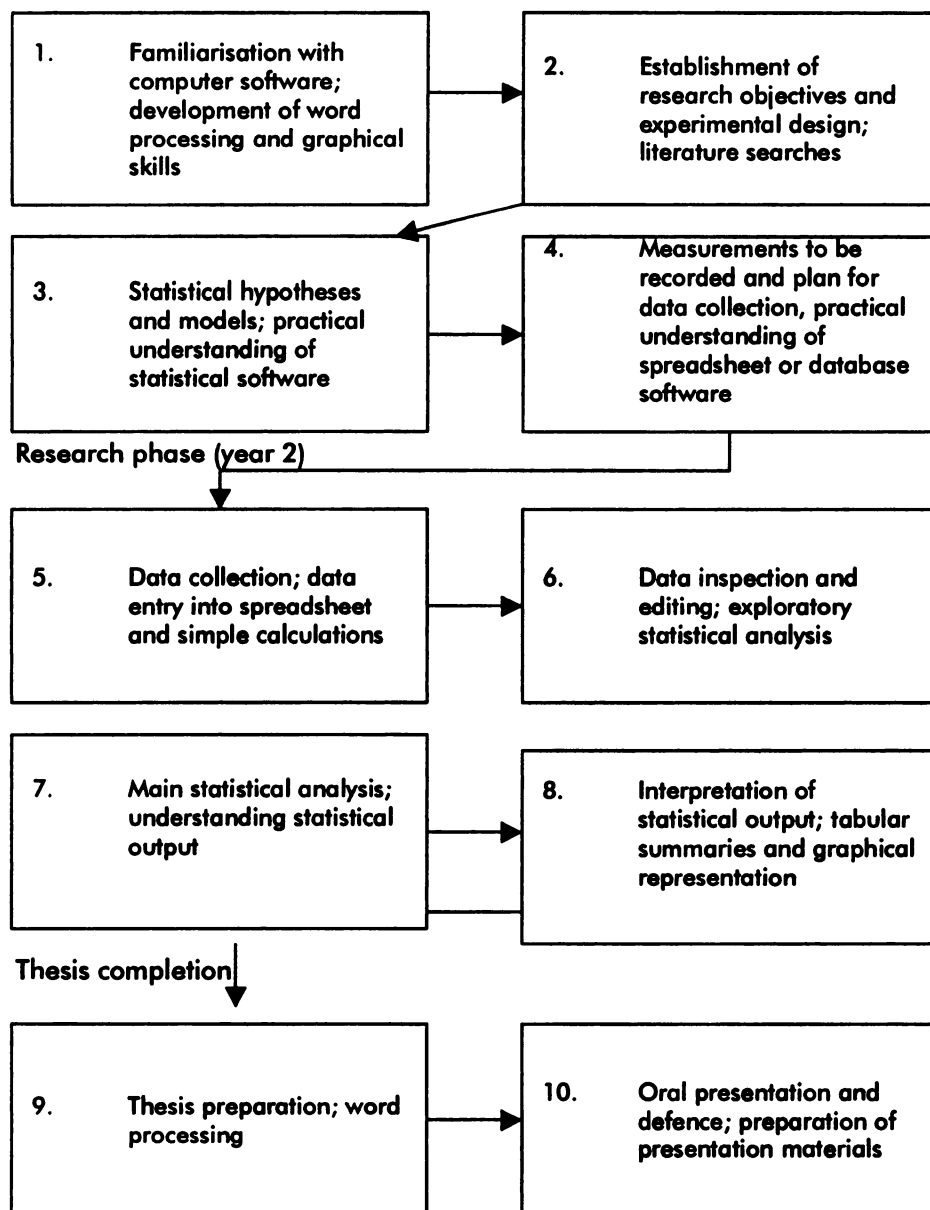 1. Familiarisation with
computer software;
development of word
processing and graphical
skills
2. Establishment of
research objectives and
experimental design;
literature searches
3. Statistical hypotheses
and models; practical
understanding of
statistical software
4. Measurements to be
recorded and plan for
data collection, practical
understanding of
spreadsheet or database
software
Research phase (year 2)
5. Data collection; data
entry into spreadsheet
and simple calculations
6. Data inspection and
editing; exploratory
statistical analysis
7. Main statistical analysis;
understanding statistical
output
8. Interpretation of
statistical output; tabular
summaries and graphical
representation
Thesis completion
9. Thesis preparation; word
processing
10. Oral presentation and
defence; preparation of
presentation materials